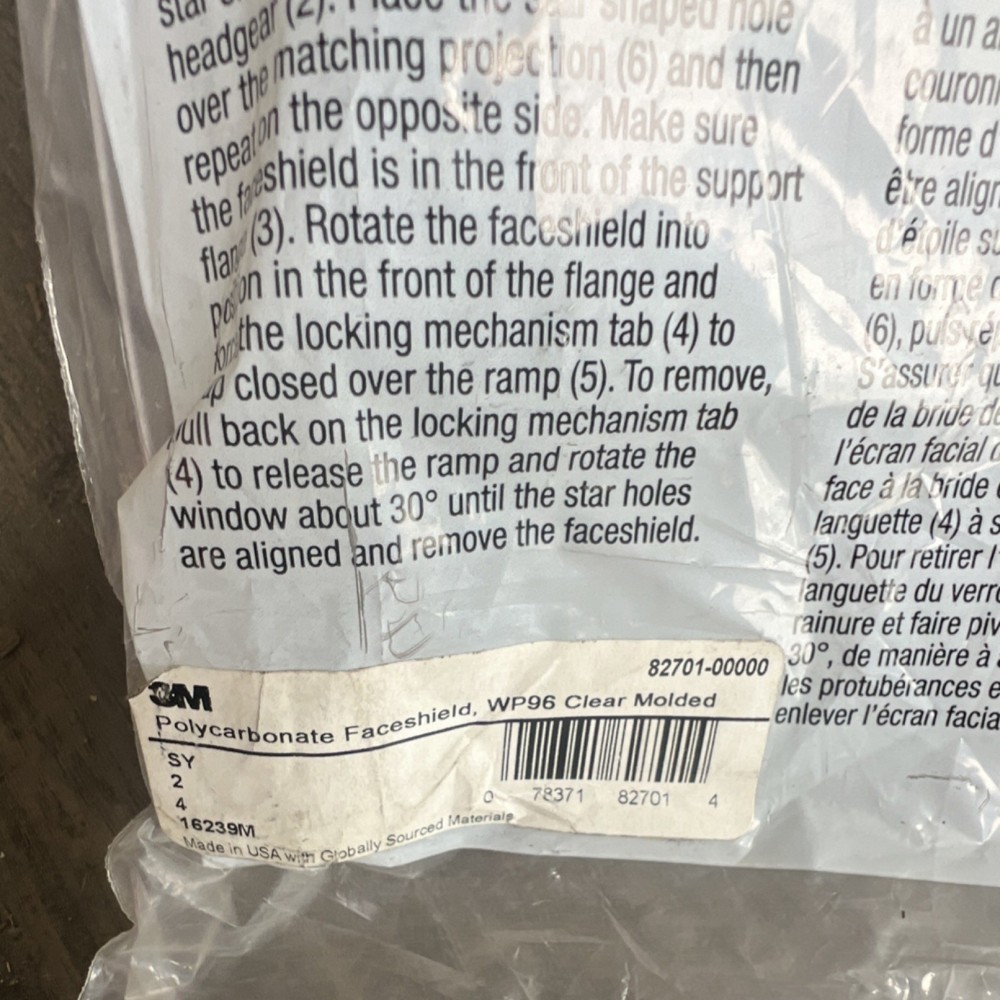 headgear (2). Place the star shaped hole
over the matching projection (6) and then
repeat on the opposite side. Make sure
the faceshield is in the front of the support
(3). Rotate the faceshield into
in the front of the flange and
the locking mechanism tab (4) to
closed over the ramp (5). To remove,
pull back on the locking mechanism tab
(4) to release the ramp and rotate the
window about 30° until the star holes
are aligned and remove the faceshield.
à un
forme d
être align
d'étoile
en forme
(6), puis
S'assurer
de la bride
l'écran facial
face à la bride
languette (4) à
(5). Pour retirer l'
languette du verr
rainure et faire piv
30°, de manière à
les protubérances e
enlever l'écran facia
82701-00000
3M
Polycarbonate Faceshield, WP96 Clear Molded
SY
2
4
16239M
0 78371 82701 4
Made in USA with Globally Sourced Materials